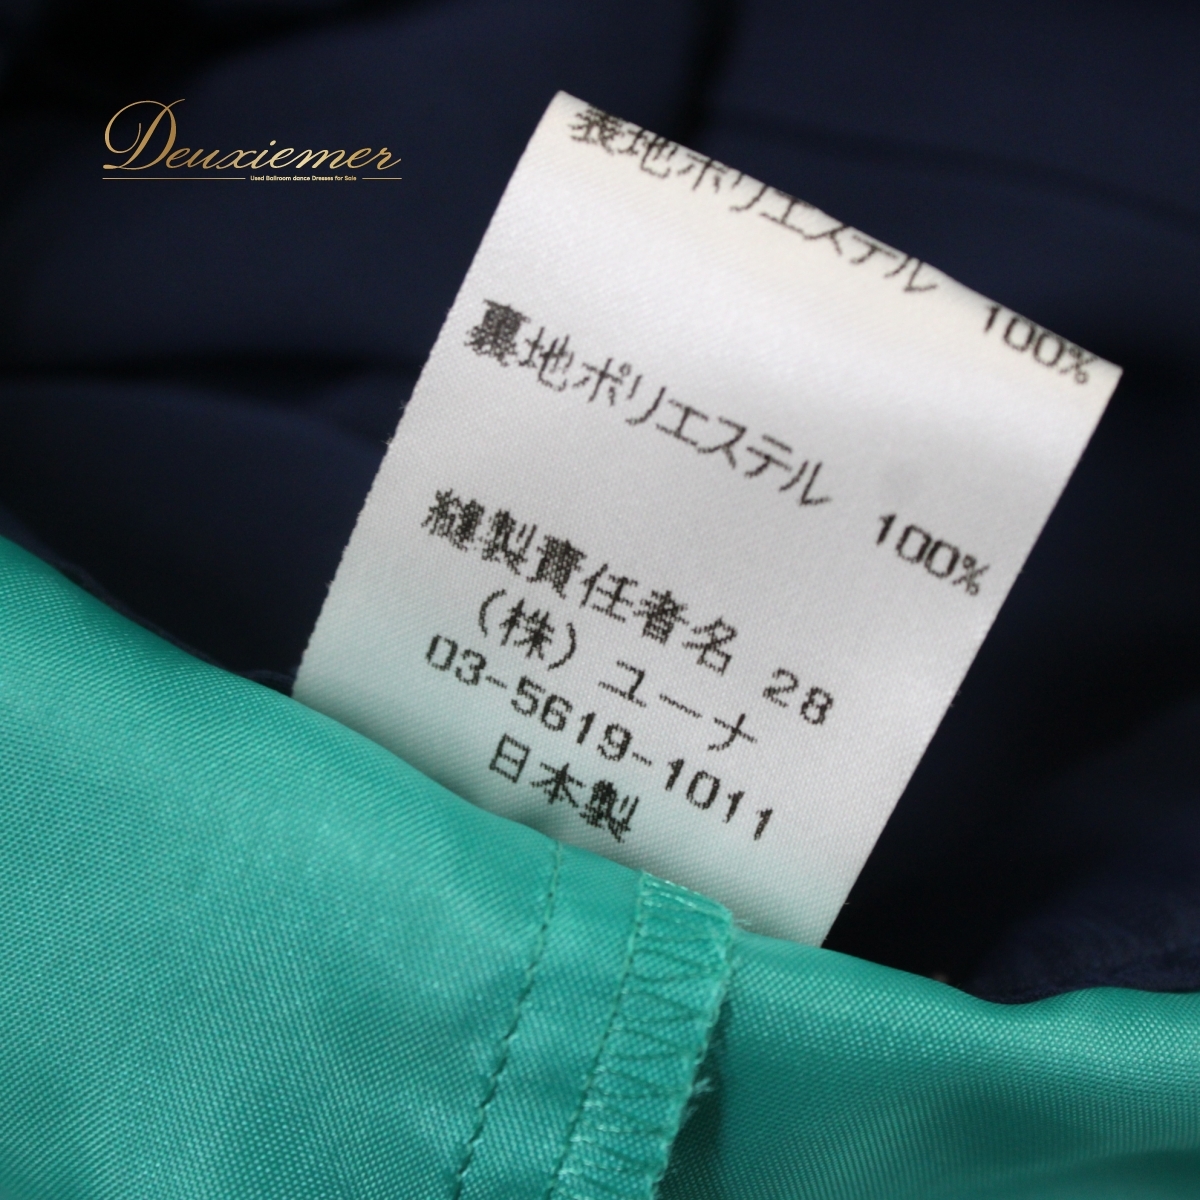 Deuxiemer
Used Ballroom dance Dresses for Sale
表地ポリエステル 100%
裏地ポリエステル 100%
縫製責任者名 28
(株) ユーナ
03-5619-1011
日本製